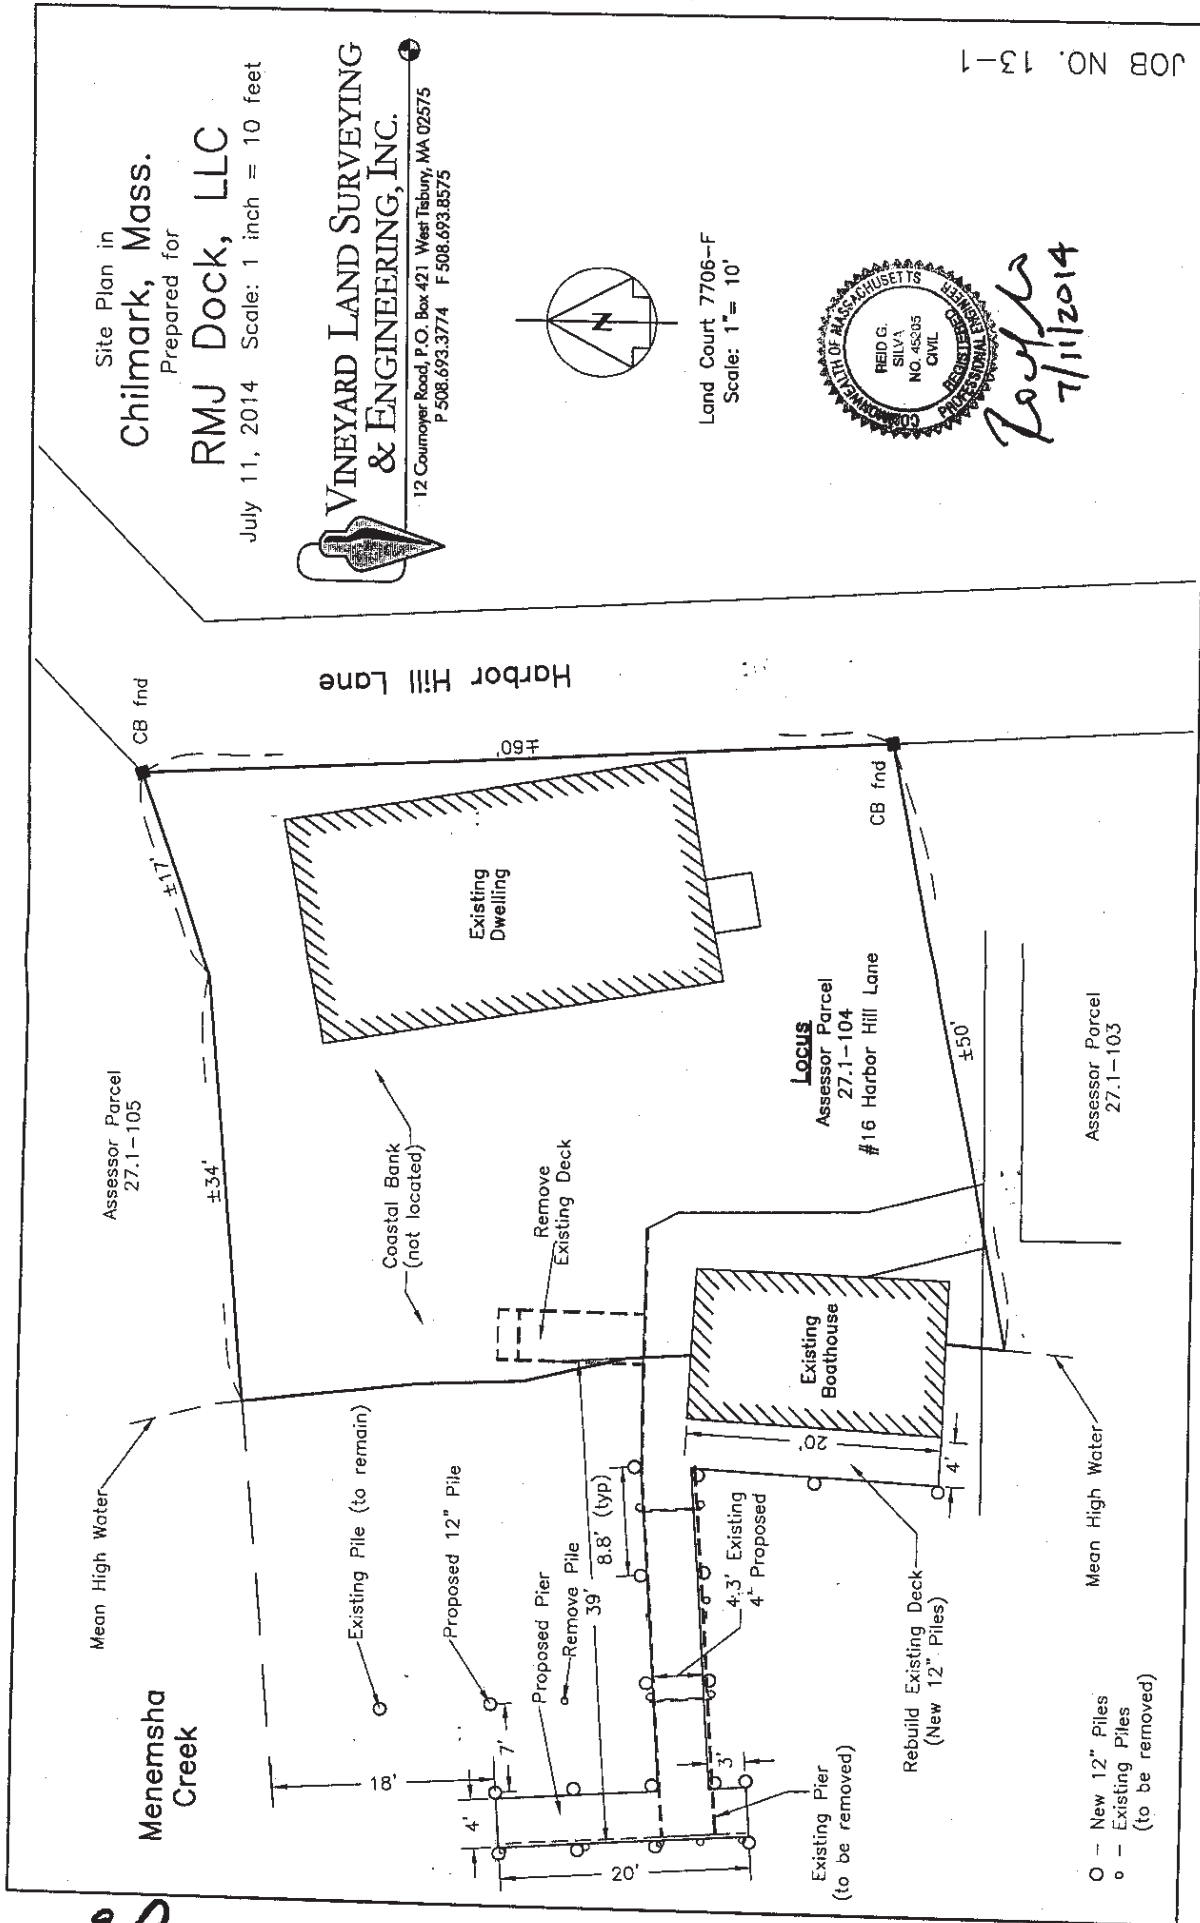 Site Plan in
Chilmark, Mass.
Prepared for
RMJ Dock, LLC
July 11, 2014 Scale: 1 inch = 10 feet
VINEYARD LAND SURVEYING
& ENGINEERING, INC.
12 Cournoyer Road, P.O. Box 421 West Tisbury, MA 02575
P 508.693.3774 F 508.693.8575
N
Land Court 7706-F
Scale: 1"= 10'
COMMONWEALTH OF MASSACHUSETTS
REID G.
SILVA
NO. 45205
CIVIL
REGISTERED
PROFESSIONAL ENGINEER
7/11/2014
JOB NO. 13-1
Harbor Hill Lane
CB fnd
±17'
±60'
CB fnd
Assessor Parcel
27.1-105
±34'
Existing
Dwelling
Coastal Bank
(not located)
Remove
Existing Deck
Locus
Assessor Parcel
27.1-104
#16 Harbor Hill Lane
±50'
Assessor Parcel
27.1-103
Mean High Water
Existing
Boathouse
20'
4'
Mean High Water
Menemsha
Creek
Existing Pile (to remain)
Proposed 12" Pile
Proposed Pier
Remove Pile
39'
8.8' (typ)
4.3' Existing
4' Proposed
18'
7'
4'
3'
20'
Existing Pier
(to be removed)
Rebuild Existing Deck
(New 12" Piles)
O - New 12" Piles
o - Existing Piles
(to be removed)